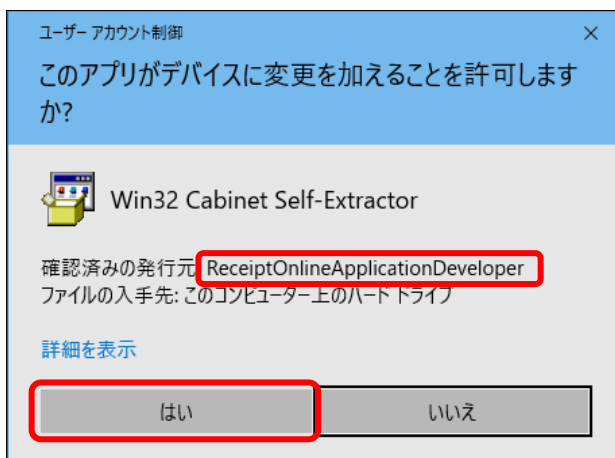 ユーザー アカウント制御
このアプリがデバイスに変更を加えることを許可します
か?
Win32 Cabinet Self-Extractor
確認済みの発行元: ReceiptOnlineApplicationDeveloper
ファイルの入手先: このコンピューター上のハード ドライブ
詳細を表示
はい
いいえ